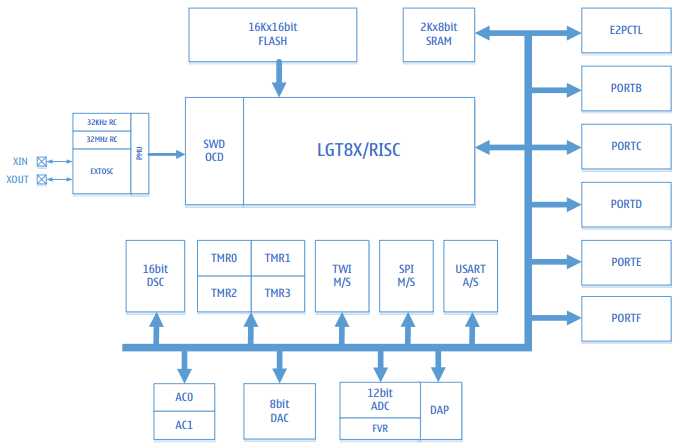 16Kx16bit
FLASH
2Kx8bit
SRAM
E2PCTL
PORTB
32KHz RC
32MHz RC
EXTOSC
PMU
XIN
XOUT
SWD
OCD
LGT8X/RISC
PORTC
PORTD
PORTE
PORTF
16bit
DSC
TMR0
TMR1
TMR2
TMR3
TWI
M/S
SPI
M/S
USART
A/S
AC0
AC1
8bit
DAC
12bit
ADC
FVR
DAP